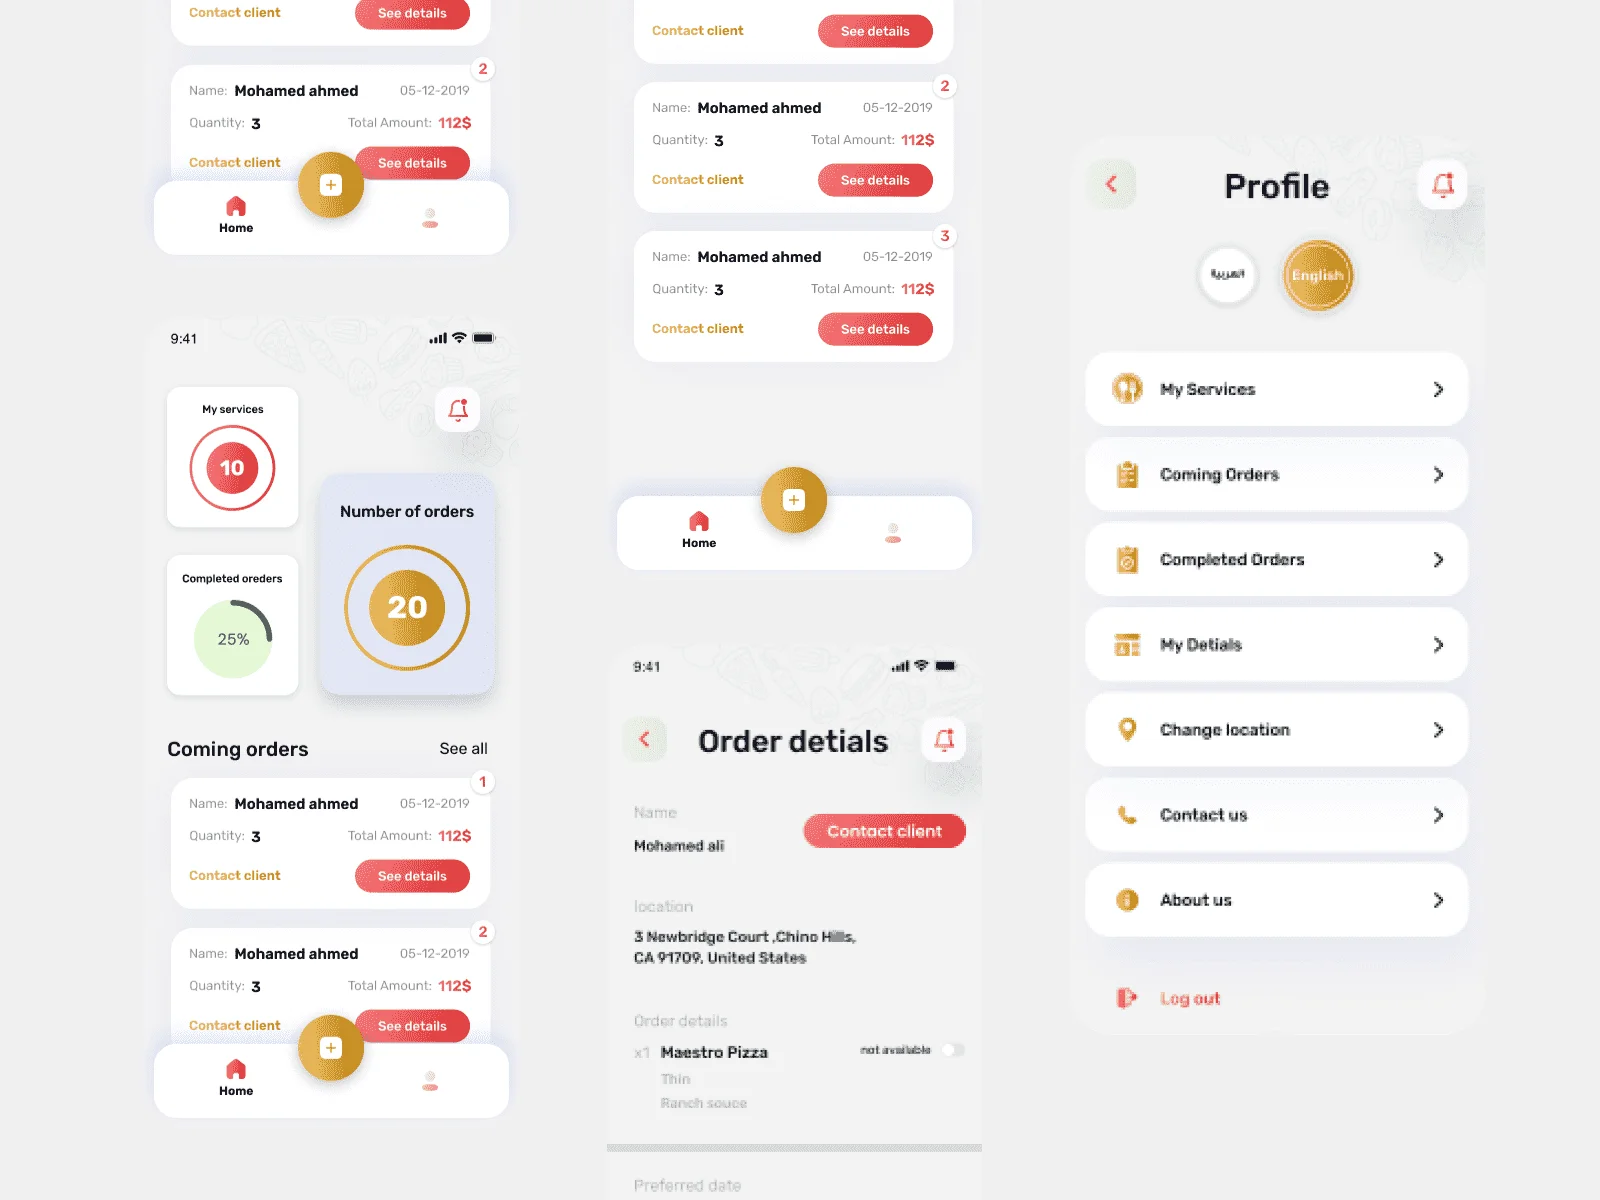 Contact client See details
2
Name: Mohamed ahmed 05-12-2019
Quantity: 3 Total Amount: 112$
Contact client See details
Home
9:41
My services
10
Number of orders
20
Completed oreders
25%
Coming orders See all
1
Name: Mohamed ahmed 05-12-2019
Quantity: 3 Total Amount: 112$
Contact client See details
2
Name: Mohamed ahmed 05-12-2019
Quantity: 3 Total Amount: 112$
Contact client See details
Home
Contact client See details
2
Name: Mohamed ahmed 05-12-2019
Quantity: 3 Total Amount: 112$
Contact client See details
3
Name: Mohamed ahmed 05-12-2019
Quantity: 3 Total Amount: 112$
Contact client See details
Home
9:41
Order detials
Name
Contact client
Mohamed ali
location
3 Newbridge Court ,Chino Hills,
CA 91709, United States
Order details
x1 Maestro Pizza not available
Thin
Ranch souce
Preferred date
Profile
العربية English
My Services
Coming Orders
Completed Orders
My Detials
Change location
Contact us
About us
Log out